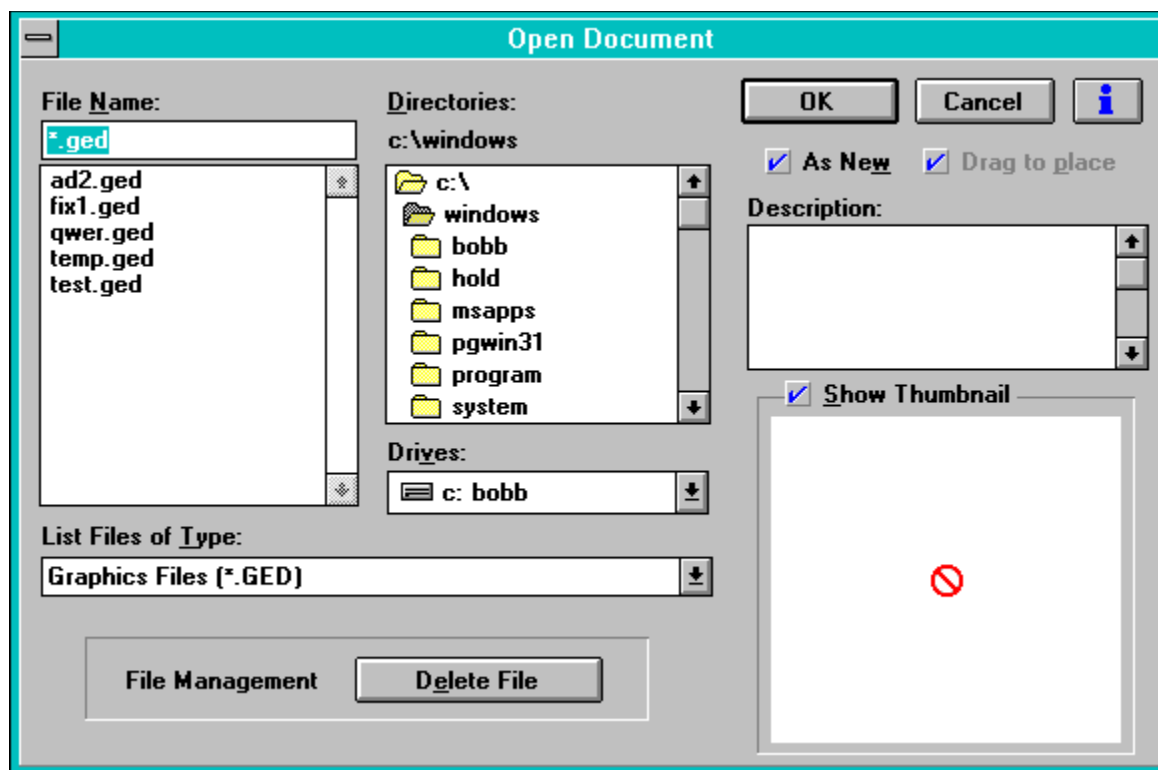 Open Document
File Name:
*.ged
ad2.ged
fix1.ged
qwer.ged
temp.ged
test.ged
List Files of Type:
Graphics Files (*.GED)
Directories:
c:\windows
c:\
windows
bobb
hold
msapps
pgwin31
program
system
Drives:
c: bobb
OK
Cancel
i
As New
Drag to place
Description:
Show Thumbnail
File Management
Delete File